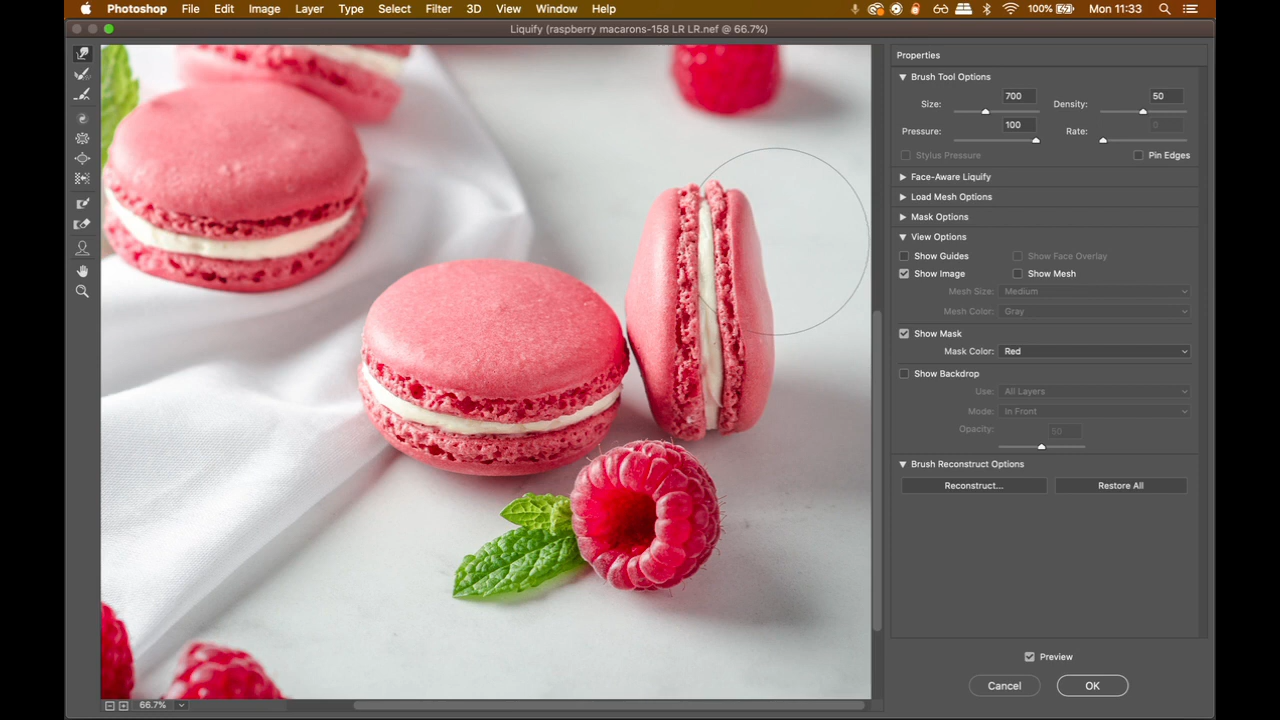 Photoshop File Edit Image Layer Type Select Filter 3D View Window Help 100% Mon 11:33
Liquify (raspberry macarons-158 LR LR.nef @ 66.7%)
Properties
Brush Tool Options
Size: 700 Density: 50
Pressure: 100 Rate: 0
Stylus Pressure Pin Edges
Face-Aware Liquify
Load Mesh Options
Mask Options
View Options
Show Guides Show Face Overlay
Show Image Show Mesh
Mesh Size: Medium
Mesh Color: Gray
Show Mask
Mask Color: Red
Show Backdrop
Use: All Layers
Mode: In Front
Opacity: 50
Brush Reconstruct Options
Reconstruct... Restore All
Preview
Cancel OK
66.7%